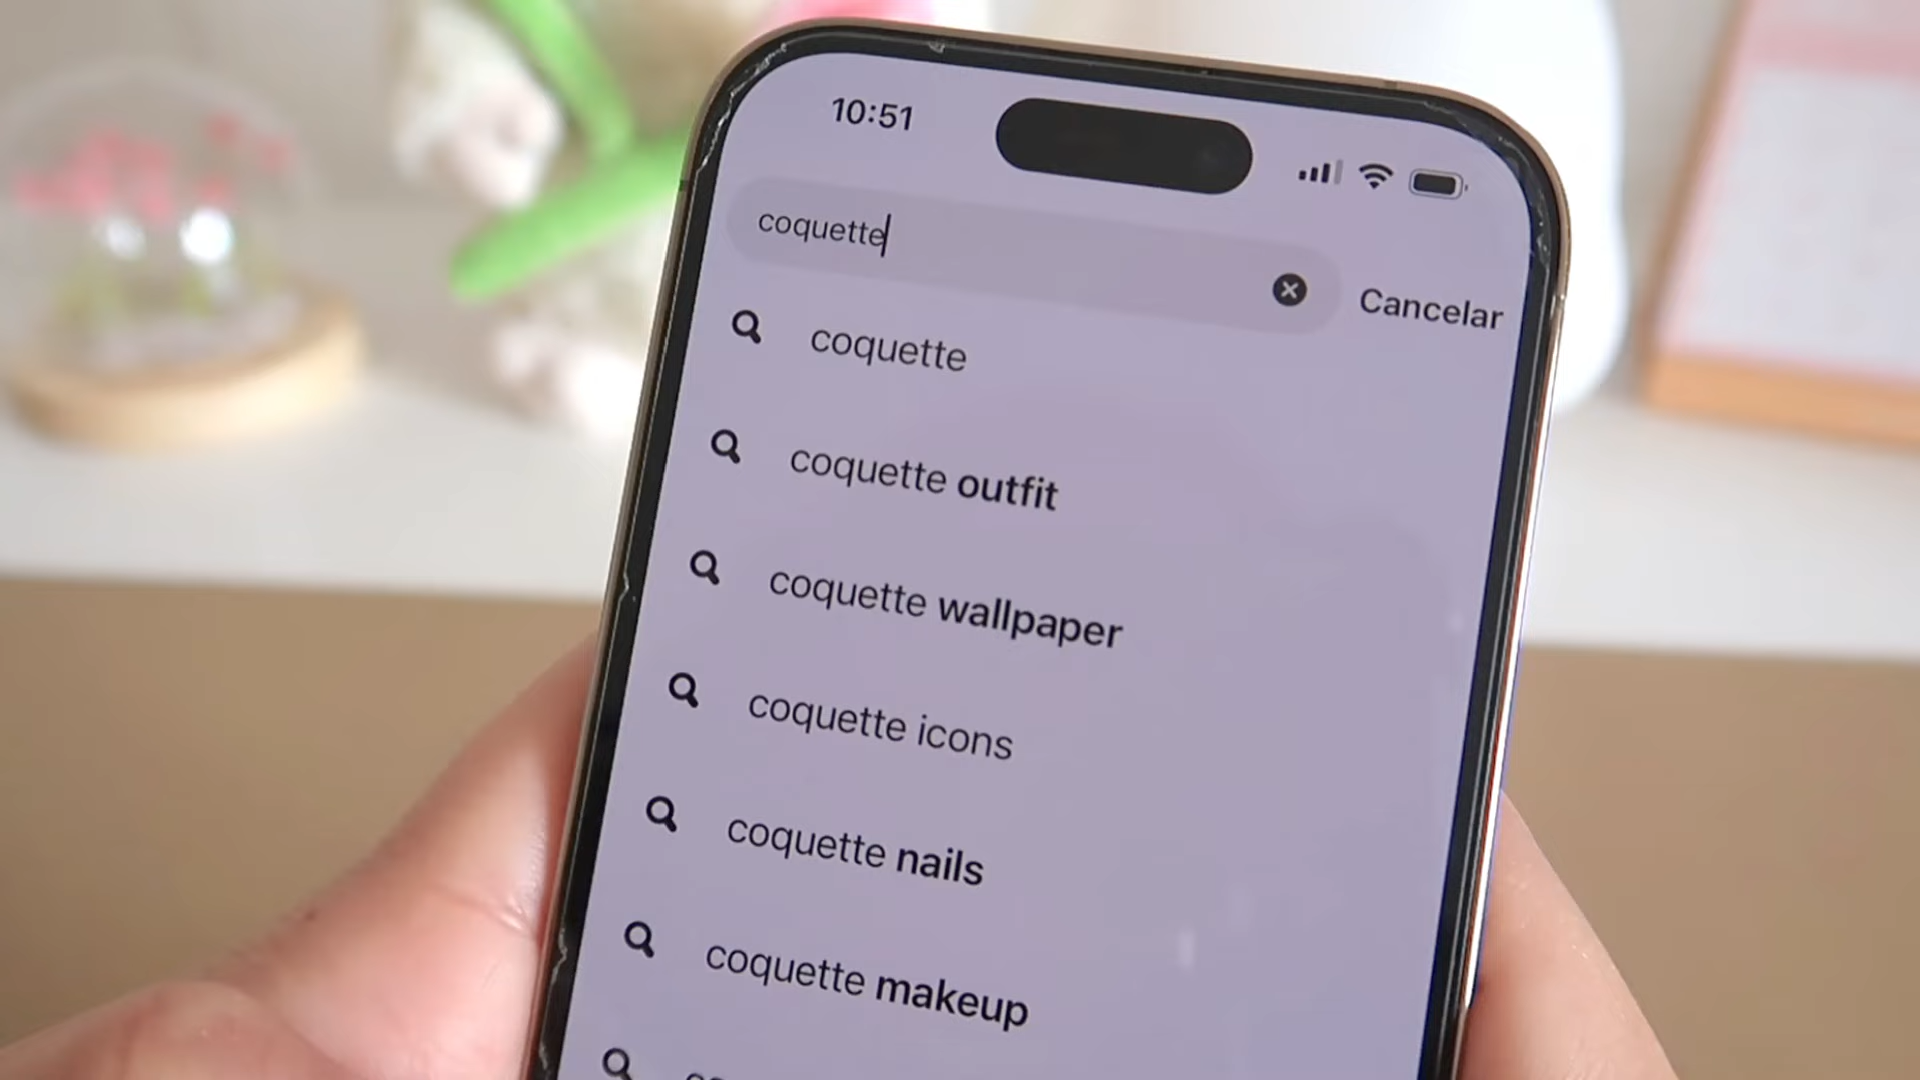 10:51
coquette
Cancelar
coquette
coquette outfit
coquette wallpaper
coquette icons
coquette nails
coquette makeup